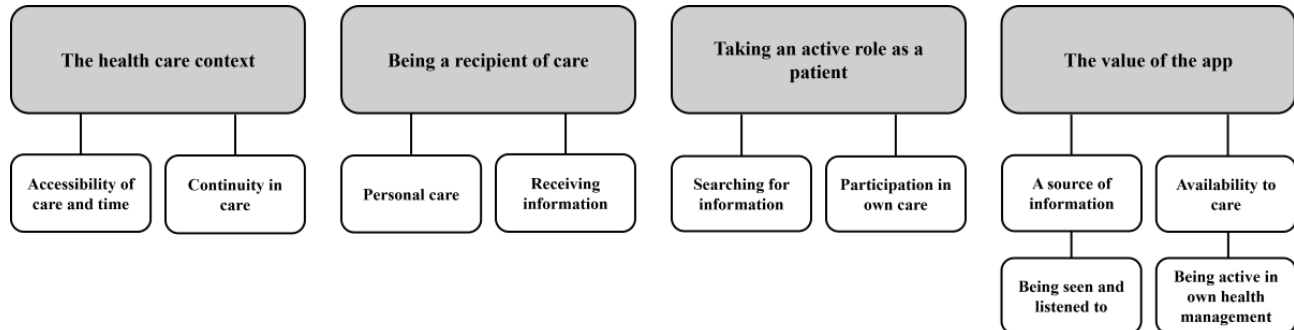 The health care context
Being a recipient of care
Taking an active role as a
patient
The value of the app
Accessibility of
care and time
Continuity in
care
Personal care
Receiving
information
Searching for
information
Participation in
own care
A source of
information
Availability to
care
Being seen and
listened to
Being active in
own health
management